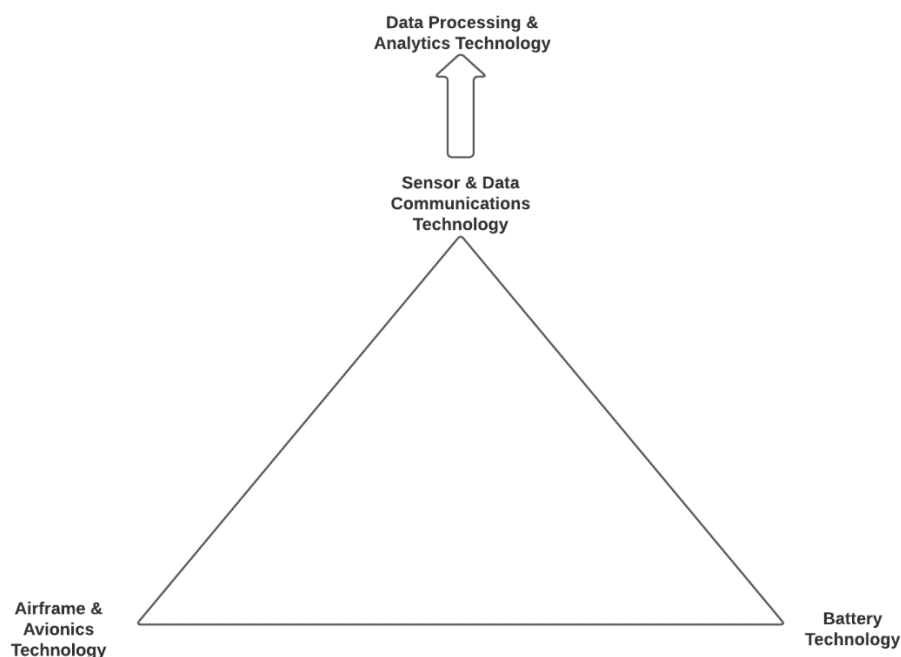 Data Processing &
Analytics Technology
Sensor & Data
Communications
Technology
Airframe &
Avionics
Technology
Battery
Technology